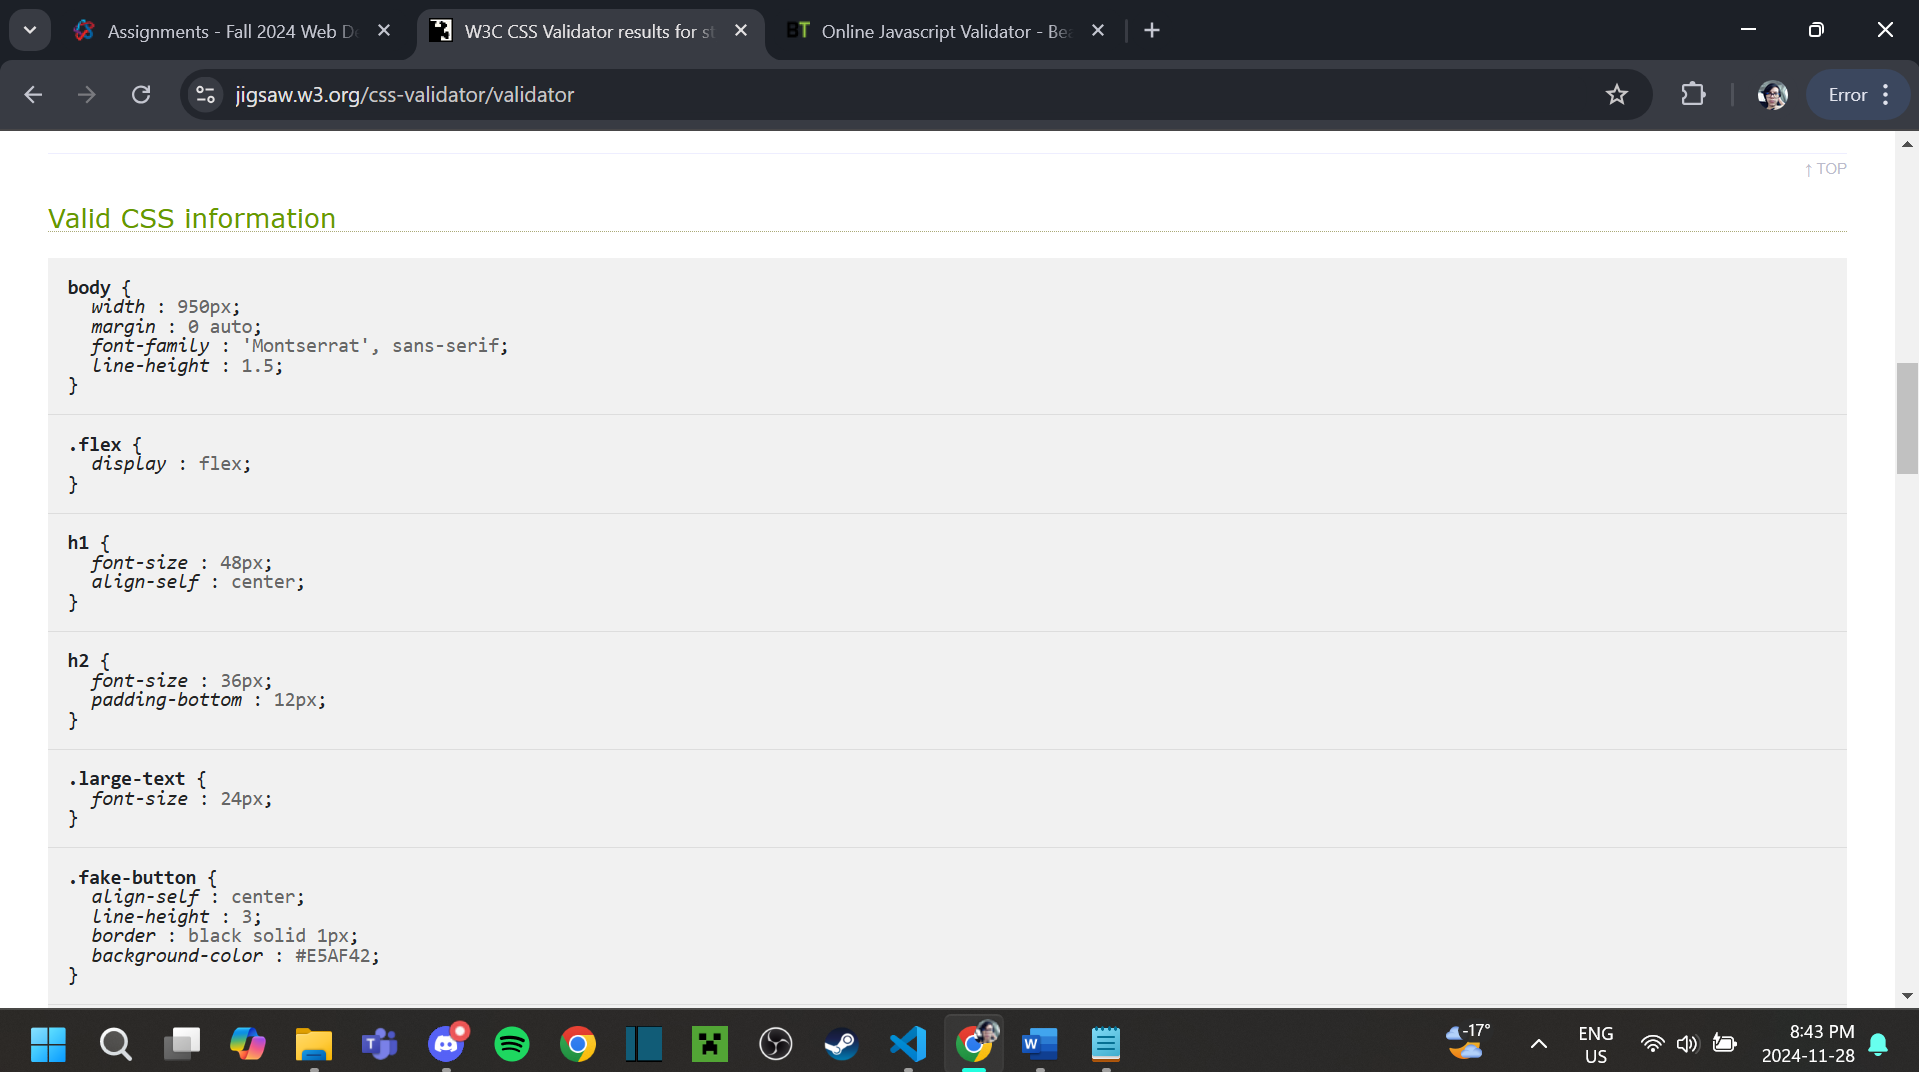 Assignments - Fall 2024 Web De
W3C CSS Validator results for st
BT
Online Javascript Validator - Bea
jigsaw.w3.org/css-validator/validator
Error
↑ TOP
Valid CSS information
body {
width : 950px;
margin : 0 auto;
font-family : 'Montserrat', sans-serif;
line-height : 1.5;
}
.flex {
display : flex;
}
h1 {
font-size : 48px;
align-self : center;
}
h2 {
font-size : 36px;
padding-bottom : 12px;
}
.large-text {
font-size : 24px;
}
.fake-button {
align-self : center;
line-height : 3;
border : black solid 1px;
background-color : #E5AF42;
}
-17°
ENG
US
8:43 PM
2024-11-28